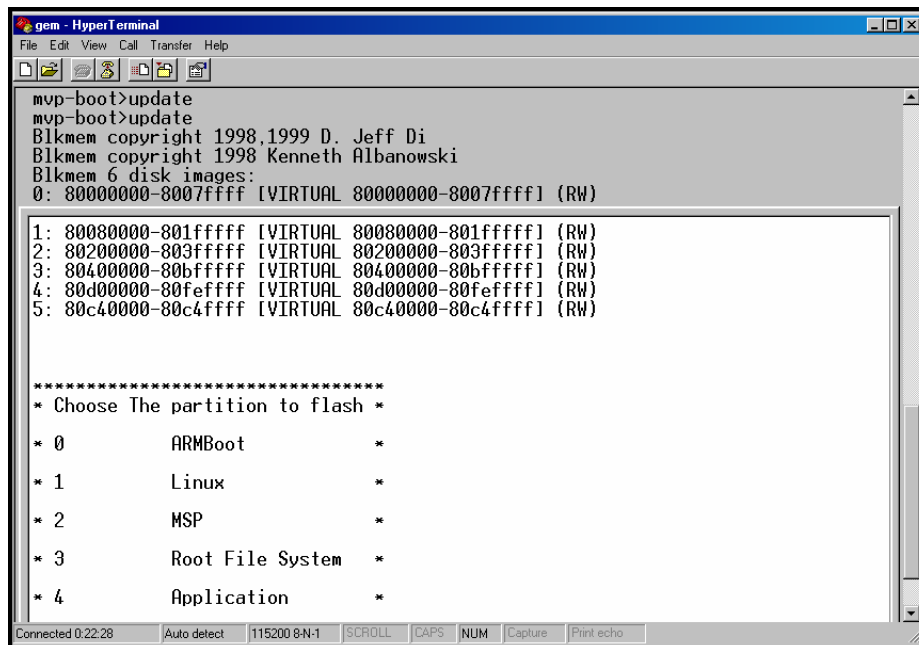 gem - HyperTerminal
File Edit View Call Transfer Help
mvp-boot>update
mvp-boot>update
Blkmem copyright 1998,1999 D. Jeff Di
Blkmem copyright 1998 Kenneth Albanowski
Blkmem 6 disk images:
0: 80000000-8007ffff [VIRTUAL 80000000-8007ffff] (RW)
1: 80080000-801fffff [VIRTUAL 80080000-801fffff] (RW)
2: 80200000-803fffff [VIRTUAL 80200000-803fffff] (RW)
3: 80400000-80bfffff [VIRTUAL 80400000-80bfffff] (RW)
4: 80d00000-80feffff [VIRTUAL 80d00000-80feffff] (RW)
5: 80c40000-80c4ffff [VIRTUAL 80c40000-80c4ffff] (RW)
*********************************
* Choose The partition to flash *
* 0 ARMBoot *
* 1 Linux *
* 2 MSP *
* 3 Root File System *
* 4 Application *
Connected 0:22:28 Auto detect 115200 8-N-1 SCROLL CAPS NUM Capture Print echo